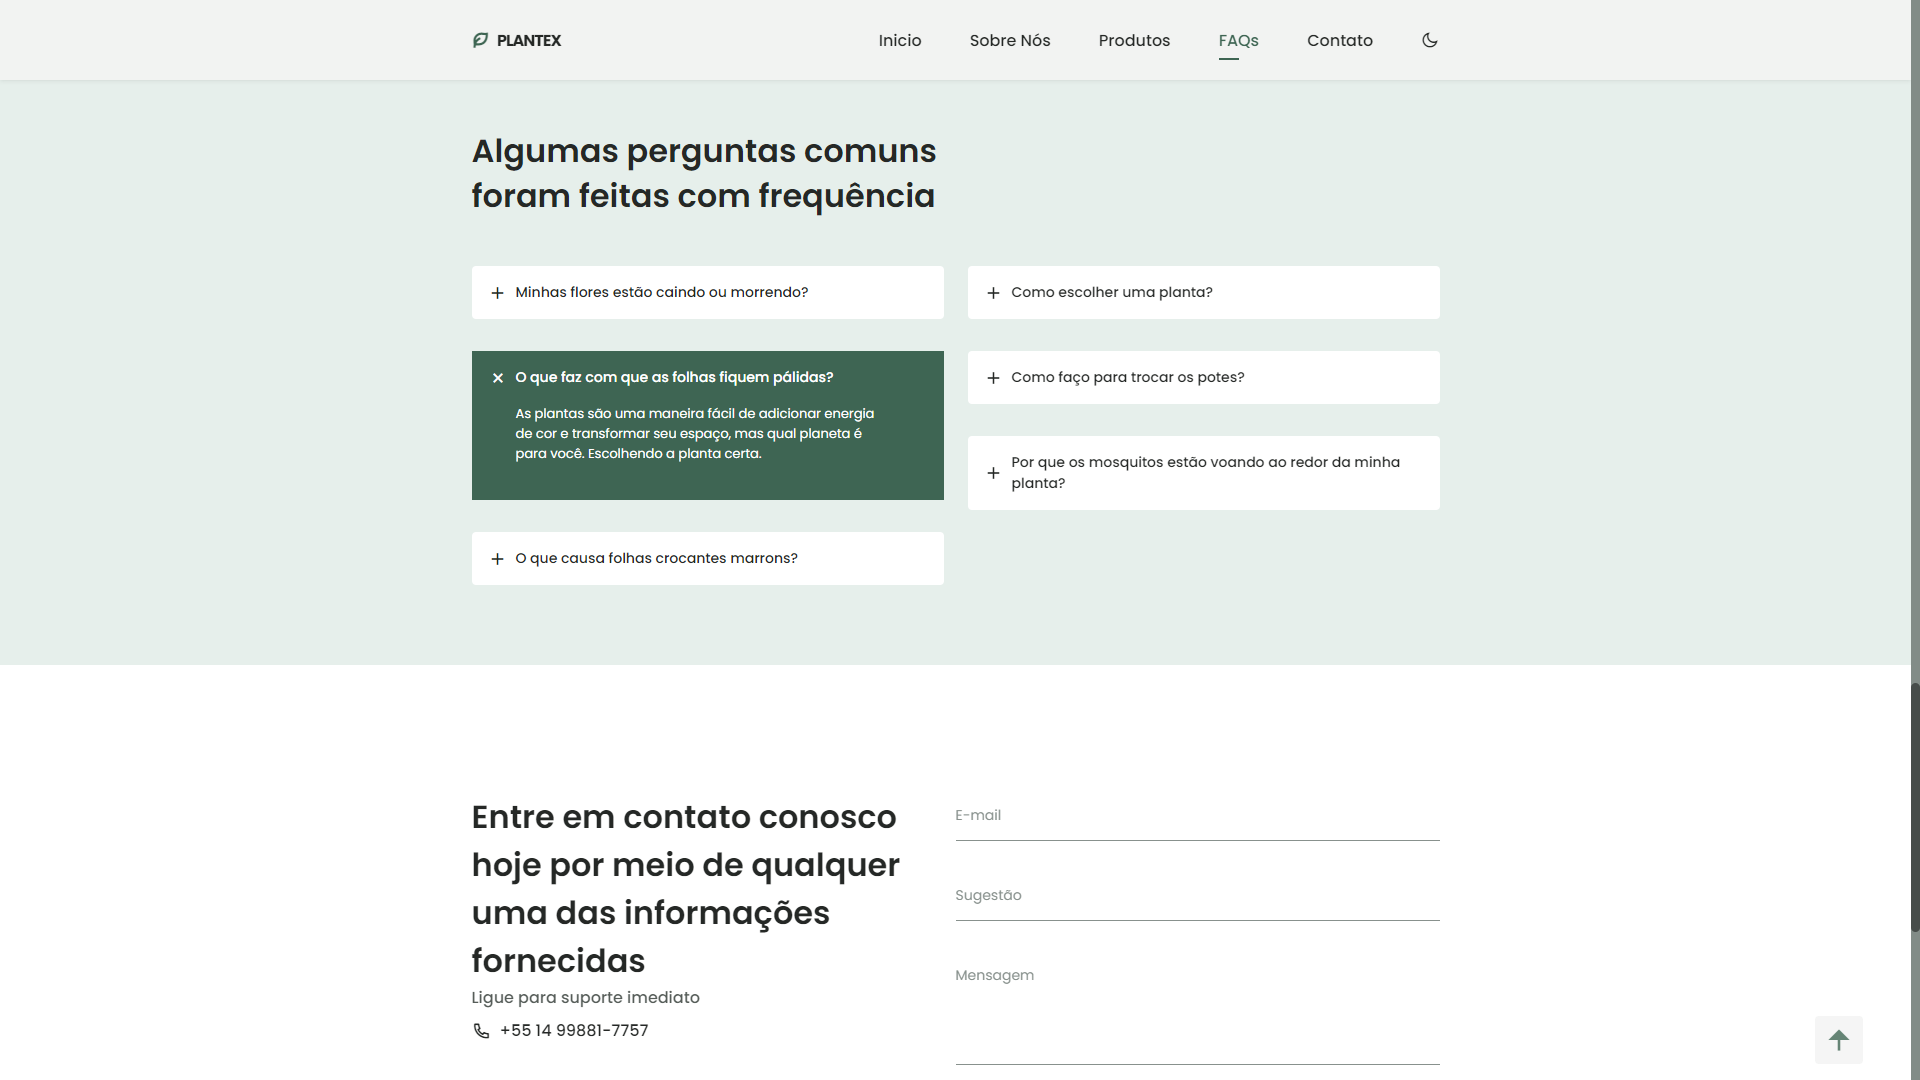 PLANTEX
Inicio
Sobre Nós
Produtos
FAQs
Contato
Algumas perguntas comuns
foram feitas com frequência
Minhas flores estão caindo ou morrendo?
O que faz com que as folhas fiquem pálidas?
As plantas são uma maneira fácil de adicionar energia
de cor e transformar seu espaço, mas qual planeta é
para você. Escolhendo a planta certa.
O que causa folhas crocantes marrons?
Como escolher uma planta?
Como faço para trocar os potes?
Por que os mosquitos estão voando ao redor da minha
planta?
Entre em contato conosco
hoje por meio de qualquer
uma das informações
fornecidas
Ligue para suporte imediato
+55 14 99881-7757
E-mail
Sugestão
Mensagem